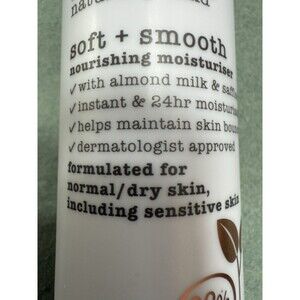 soft + smooth
nourishing moisturiser
✓ with almond milk &
✓ instant & 24hr
✓ helps maintain skin
✓ dermatologist approved
formulated for
normal/dry skin,
including sensitive skin